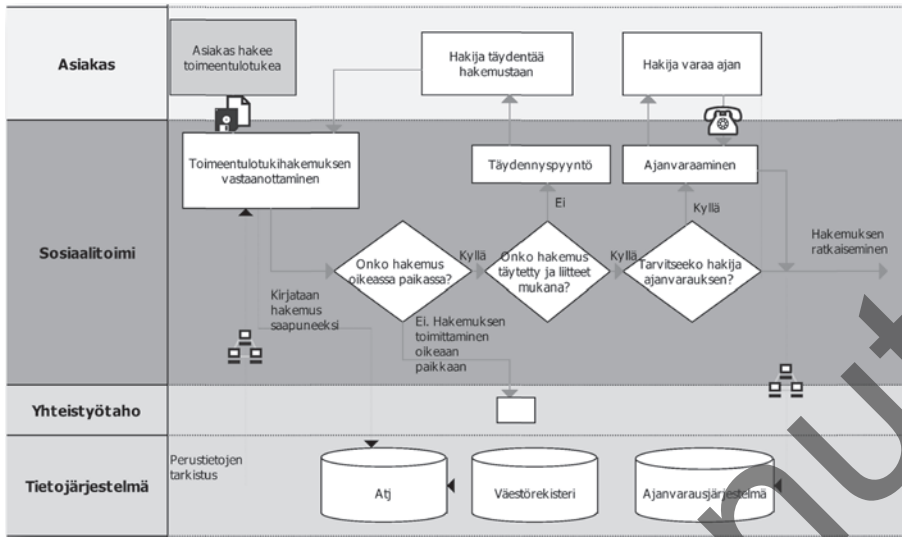 Asiakas
Asiakas hakee
toimeentulotukea
Hakija täydentää
hakemustaan
Hakija varaa ajan
Sosiaalitoimi
Toimeentulotukihakemuksen
vastaanottaminen
Täydennyspyyntö
Ajanvaraaminen
Ei
Kyllä
Onko hakemus
oikeassa paikassa?
Kyllä
Onko hakemus
täytetty ja liitteet
mukana?
Kyllä
Tarvitseeko hakija
ajanvarauksen?
Hakemuksen
ratkaiseminen
Kirjataan
hakemus
saapuneeksi
Ei. Hakemuksen
toimittaminen
oikeaan
paikkaan
Yhteistyötaho
Tietojärjestelmä
Perustietojen
tarkistus
Atj
Väestörekisteri
Ajanvarausjärjestelmä